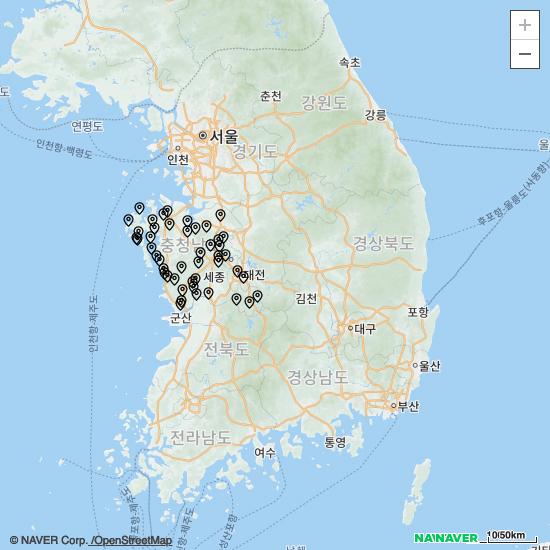 +
−
속초
춘천
강원도
강릉
도
연평도
서울
인천항-백령도
인천
경기도
울
후포항-울릉도(사동항)
충청남
경상북도
대전
세종
인천항-제주도
김천
포항
군산
대구
전라북도
경상남도
울산
부산
전라남도
여수
통영
© NAVER Corp. /OpenStreetMap
NAVER
10|50km